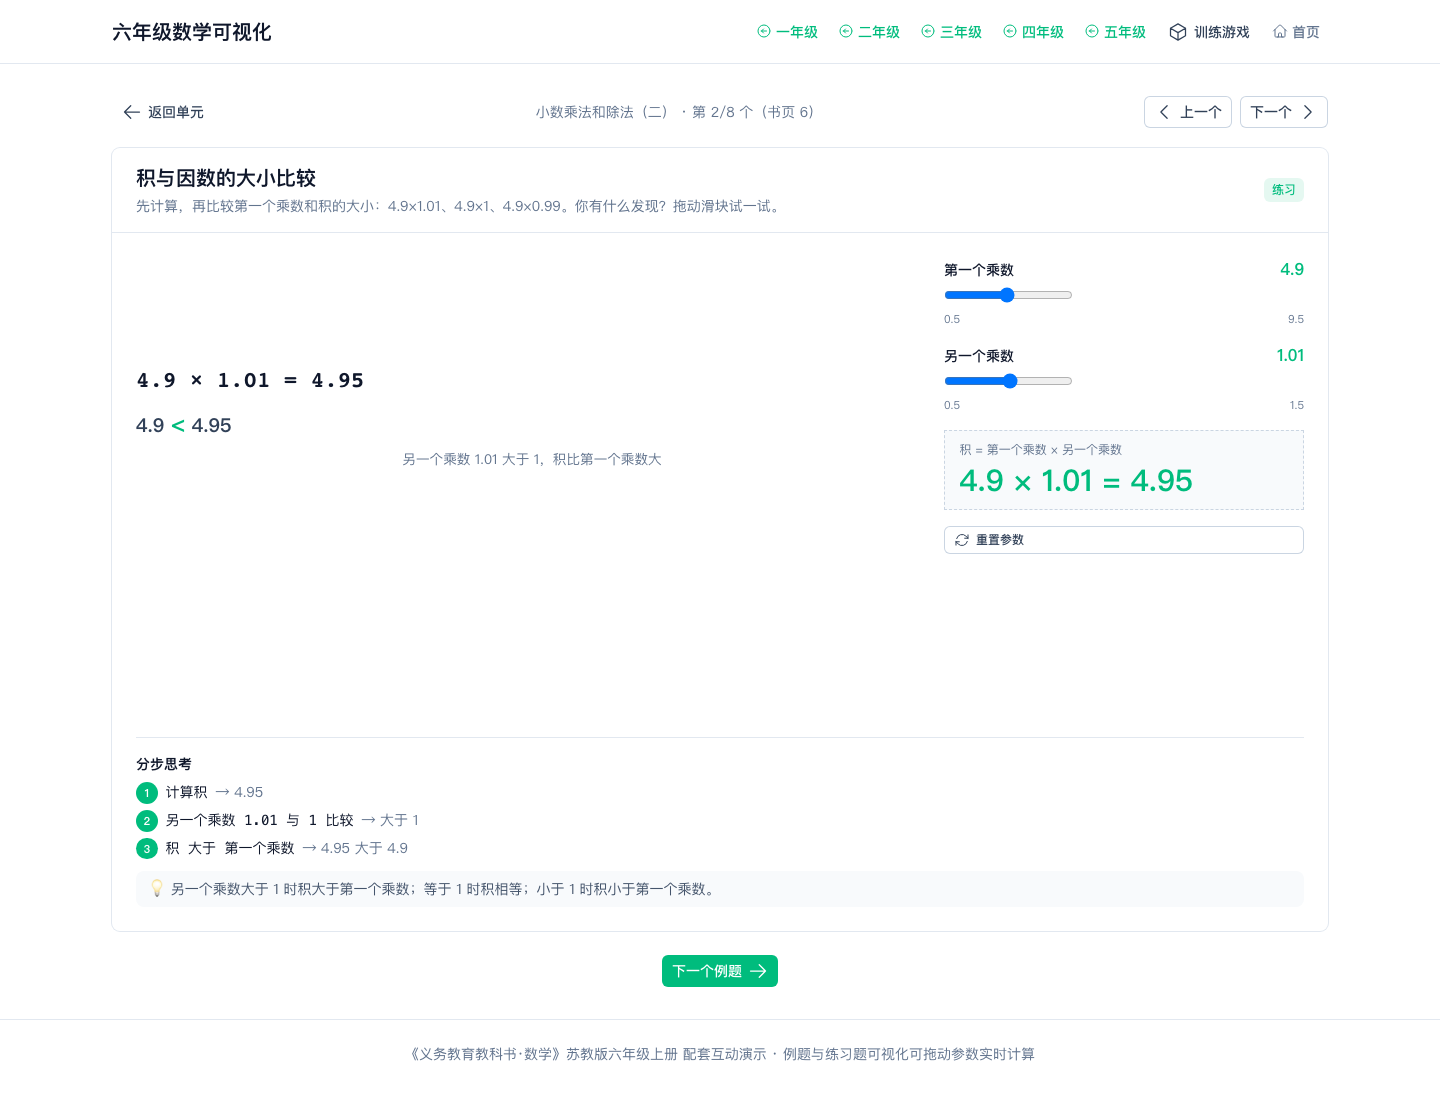 六年级数学可视化
一年级 二年级 三年级 四年级 五年级 训练游戏 首页
返回单元
小数乘法和除法（二） · 第 2/8 个（书页 6）
上一个 下一个
积与因数的大小比较
练习
先计算，再比较第一个乘数和积的大小：4.9×1.01、4.9×1、4.9×0.99。你有什么发现？拖动滑块试一试。
4.9 × 1.01 = 4.95
4.9 < 4.95
另一个乘数 1.01 大于 1，积比第一个乘数大
第一个乘数 4.9
0.5 9.5
另一个乘数 1.01
0.5 1.5
积 = 第一个乘数 × 另一个乘数
4.9 × 1.01 = 4.95
重置参数
分步思考
1 计算积 → 4.95
2 另一个乘数 1.01 与 1 比较 → 大于 1
3 积 大于 第一个乘数 → 4.95 大于 4.9
💡 另一个乘数大于 1 时积大于第一个乘数；等于 1 时积相等；小于 1 时积小于第一个乘数。
下一个例题 →
《义务教育教科书·数学》苏教版六年级上册 配套互动演示 · 例题与练习题可视化可拖动参数实时计算